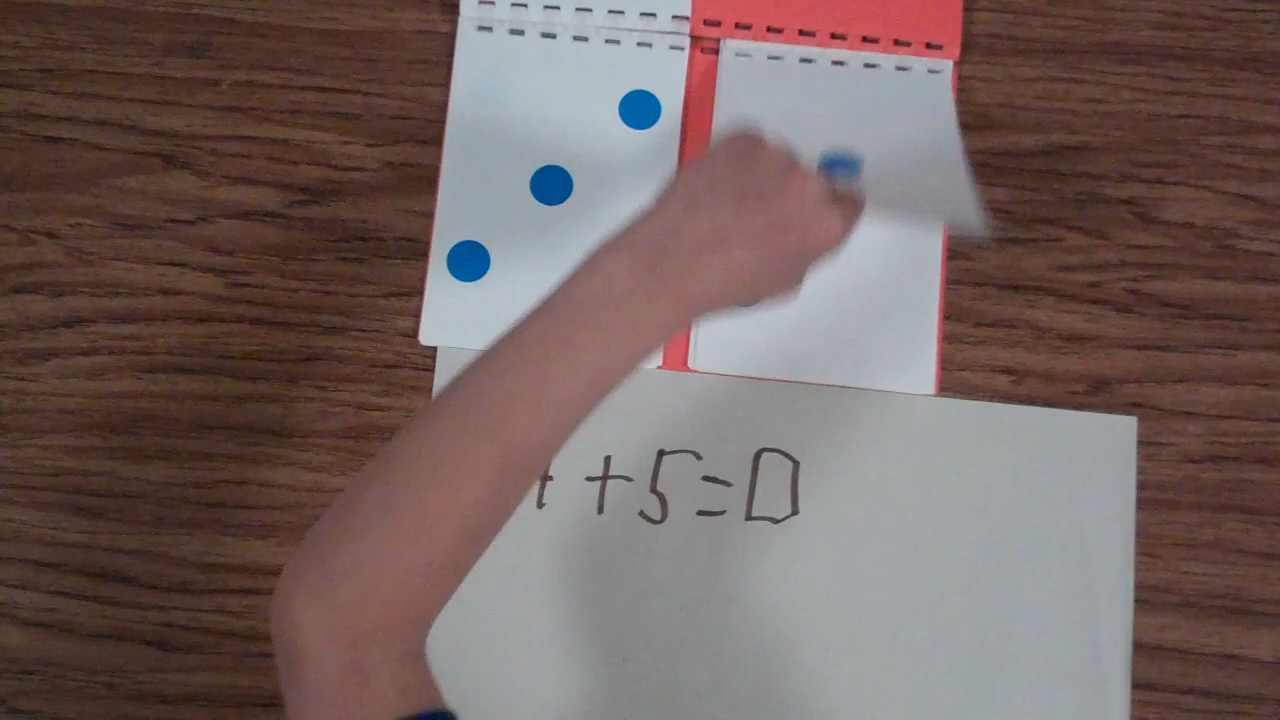 + 5 = □